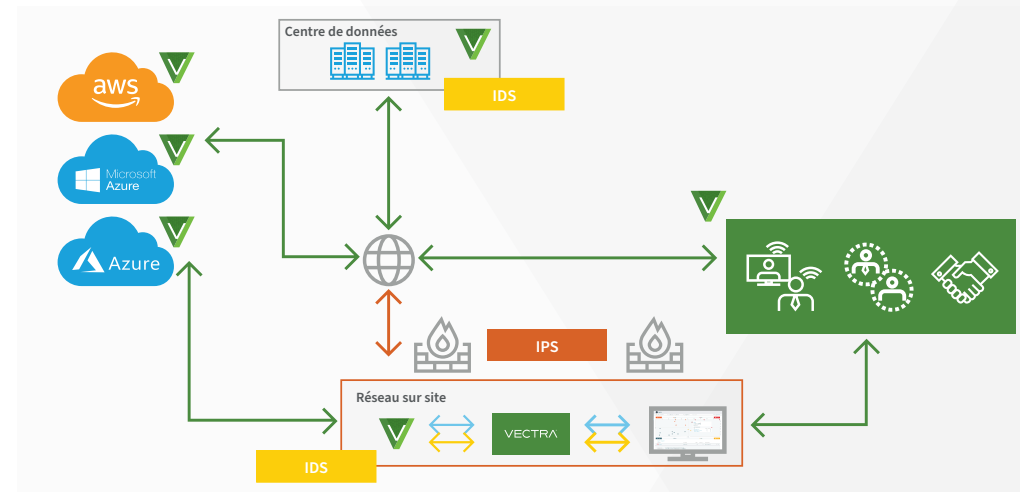 Centre de données
IDS
aws
Microsoft
Azure
Azure
IPS
Réseau sur site
VECTRA
IDS